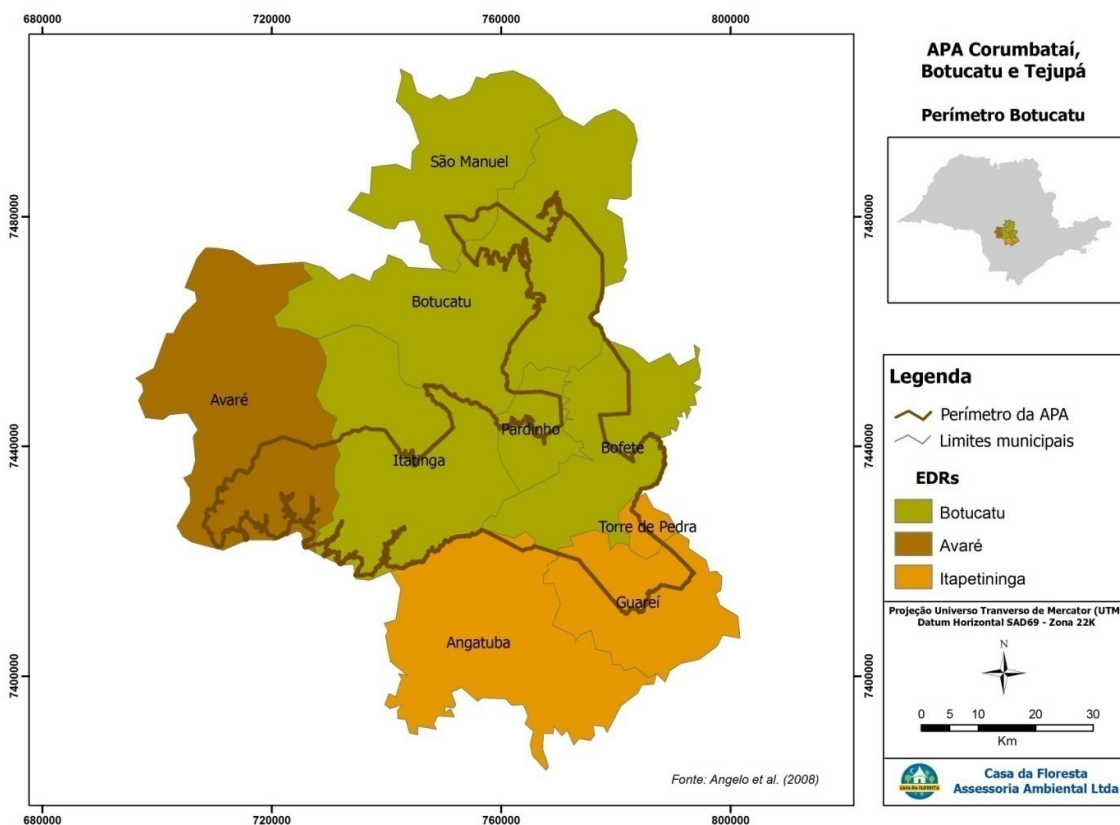 680000
720000
760000
800000
7480000
7440000
7400000
7480000
7440000
7400000
680000
720000
760000
800000
São Manuel
Botucatu
Avaré
Pardinho
Itatinga
Bofete
Torre de Pedra
Guareí
Angatuba
Fonte: Angelo et al. (2008)
APA Corumbataí,
Botucatu e Tejupá
Perímetro Botucatu
Legenda
Perímetro da APA
Limites municipais
EDRs
Botucatu
Avaré
Itapetininga
Projeção Universo Tranverso de Mercator (UTM
Datum Horizontal SAD69 - Zona 22K
N
0 5 10 20 30
Km
CASA DA FLORESTA
Casa da Floresta
Assessoria Ambiental Ltda